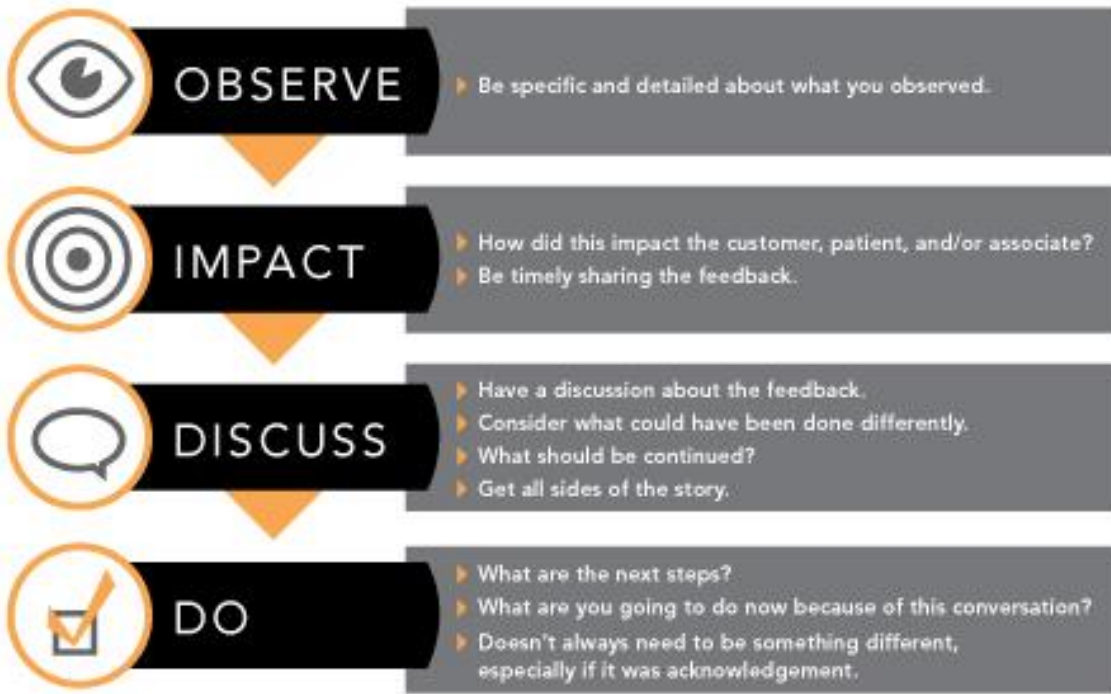 OBSERVE
Be specific and detailed about what you observed.
IMPACT
How did this impact the customer, patient, and/or associate?
Be timely sharing the feedback.
DISCUSS
Have a discussion about the feedback.
Consider what could have been done differently.
What should be continued?
Get all sides of the story.
DO
What are the next steps?
What are you going to do now because of this conversation?
Doesn't always need to be something different,
especially if it was acknowledgement.